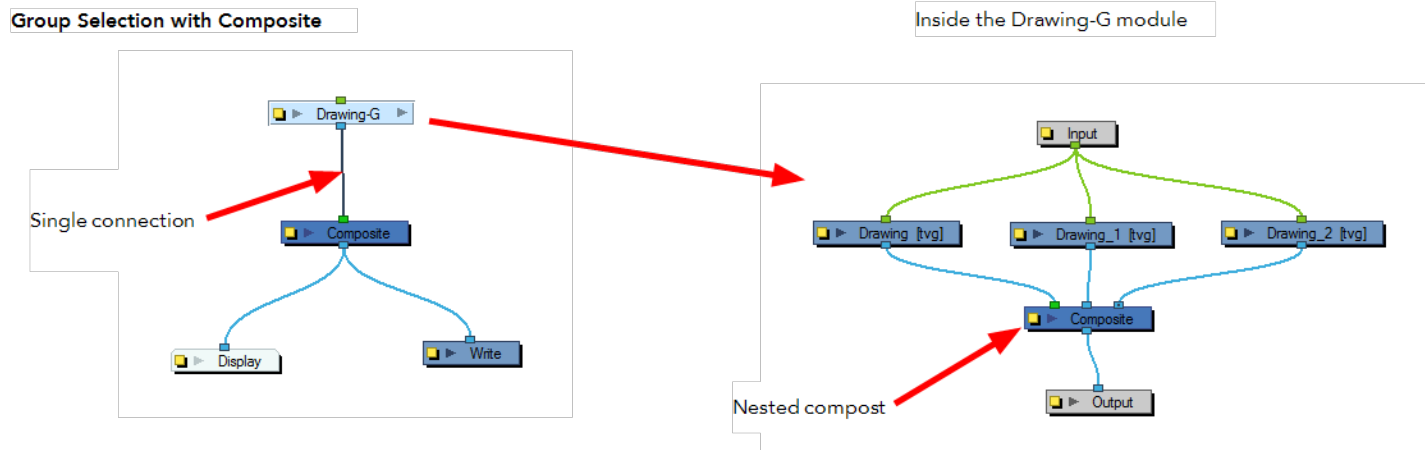 Group Selection with Composite
Inside the Drawing-G module
Drawing-G
Single connection
Composite
Display
Write
Input
Drawing [tvg]
Drawing_1 [tvg]
Drawing_2 [tvg]
Composite
Nested compost
Output